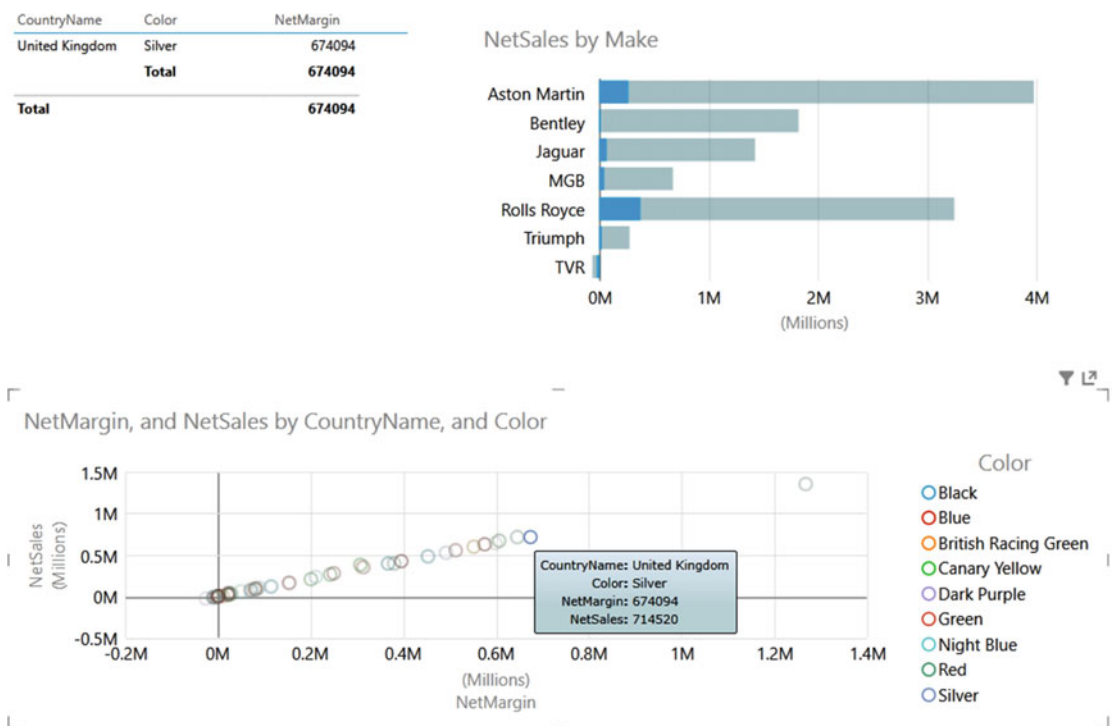 CountryName Color NetMargin
United Kingdom Silver 674094
Total 674094
Total 674094
NetSales by Make
Aston Martin
Bentley
Jaguar
MGB
Rolls Royce
Triumph
TVR
0M 1M 2M 3M 4M
(Millions)
NetMargin, and NetSales by CountryName, and Color
NetSales
(Millions)
1.5M
1M
0.5M
0M
-0.5M
-0.2M 0M 0.2M 0.4M 0.6M 0.8M 1M 1.2M 1.4M
(Millions)
NetMargin
CountryName: United Kingdom
Color: Silver
NetMargin: 674094
NetSales: 714520
Color
Black
Blue
British Racing Green
Canary Yellow
Dark Purple
Green
Night Blue
Red
Silver